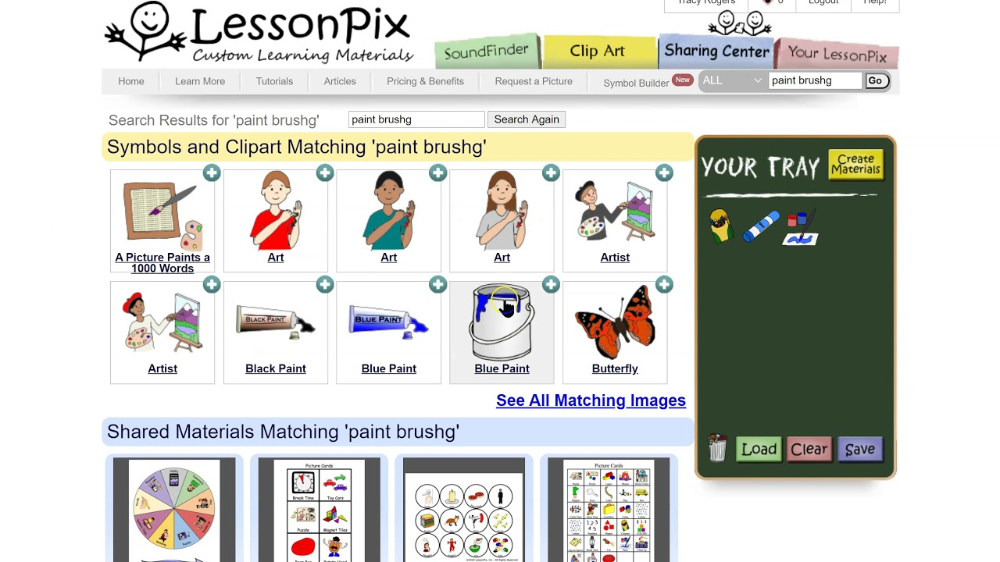 Tracy Rogers
0
Logout
Help!
LessonPix
Custom Learning Materials
SoundFinder
Clip Art
Sharing Center
Your LessonPix
Home
Learn More
Tutorials
Articles
Pricing & Benefits
Request a Picture
Symbol Builder New
ALL
paint brushg
Go
Search Results for 'paint brushg'
paint brushg
Search Again
Symbols and Clipart Matching 'paint brushg'
YOUR TRAY
Create
Materials
A Picture Paints a
1000 Words
Art
Art
Art
Artist
BLACK PAINT
BLUE PAINT
Artist
Black Paint
Blue Paint
Blue Paint
Butterfly
See All Matching Images
Load
Clear
Save
Shared Materials Matching 'paint brushg'
Picture Cards
Break Time
Toy Cars
Puzzle
Magnet Tiles
Picture Cards